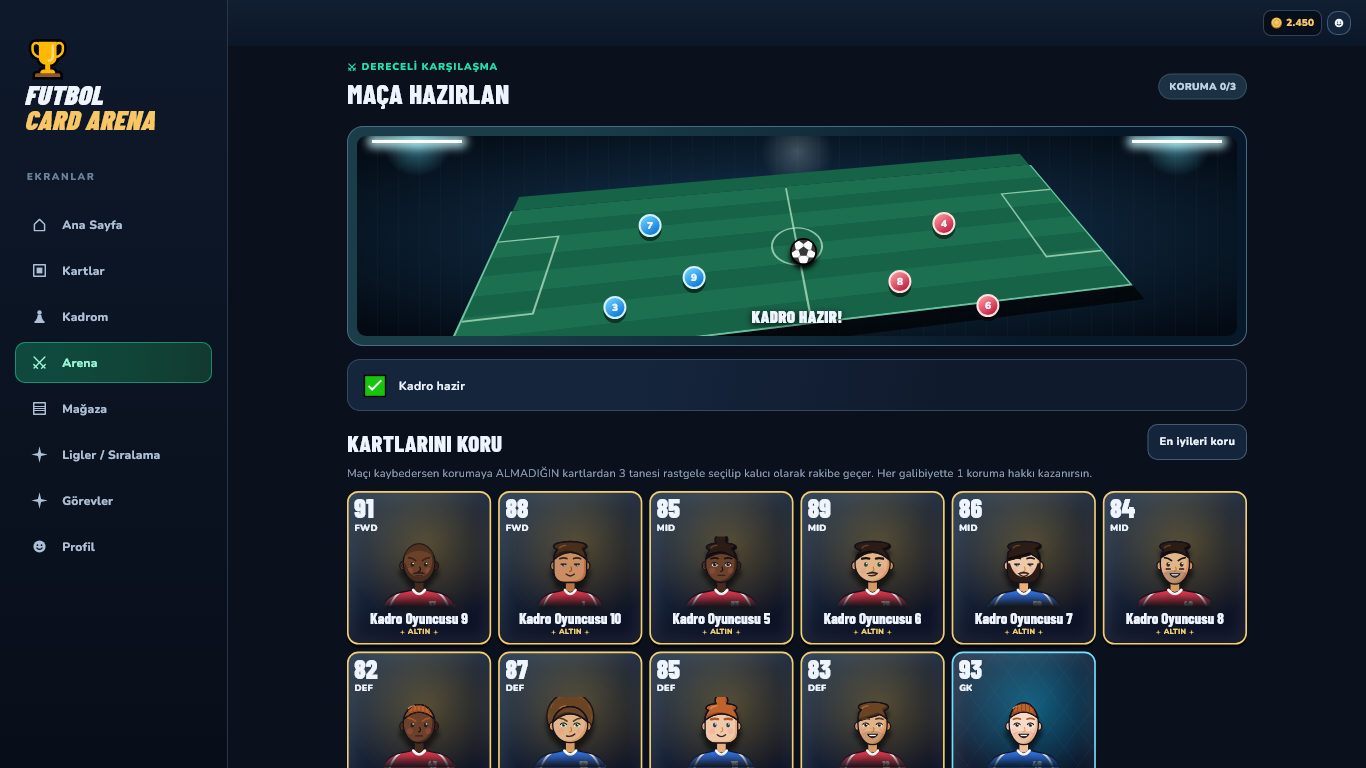 FUTBOL
CARD ARENA
EKRANLAR
Ana Sayfa
Kartlar
Kadrom
Arena
Mağaza
Ligler / Sıralama
Görevler
Profil
2.450
DERECELİ KARŞILAŞMA
MAÇA HAZIRLAN
KORUMA 0/3
7
4
9
8
3
6
KADRO HAZIR!
Kadro hazir
KARTLARINI KORU
En iyileri koru
Maçı kaybedersen korumaya ALMADIĞIN kartlardan 3 tanesi rastgele seçilip kalıcı olarak rakibe geçer. Her galibiyette 1 koruma hakkı kazanırsın.
91
FWD
Kadro Oyuncusu 9
+ ALTIN +
88
FWD
Kadro Oyuncusu 10
+ ALTIN +
85
MID
Kadro Oyuncusu 5
+ ALTIN +
89
MID
Kadro Oyuncusu 6
+ ALTIN +
86
MID
Kadro Oyuncusu 7
+ ALTIN +
84
MID
Kadro Oyuncusu 8
+ ALTIN +
82
DEF
87
DEF
85
DEF
83
DEF
93
GK